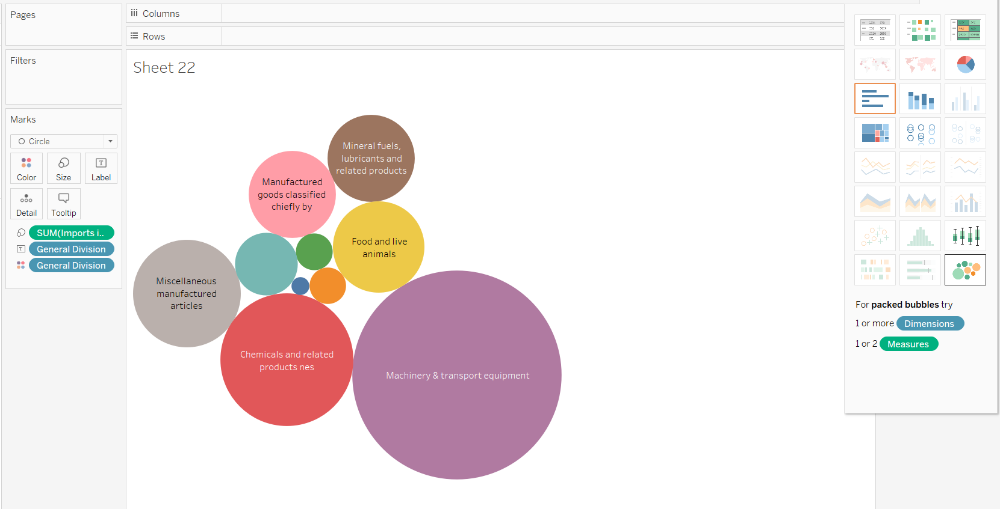 Pages
Columns
Rows
Filters
Sheet 22
Marks
Circle
Color
Size
Label
Detail
Tooltip
SUM(Imports i..
General Division
General Division
Mineral fuels,
lubricants and
related products
Manufactured
goods classified
chiefly by
Food and live
animals
Miscellaneous
manufactured
articles
Chemicals and related
products nes
Machinery & transport equipment
For packed bubbles try
1 or more Dimensions
1 or 2 Measures